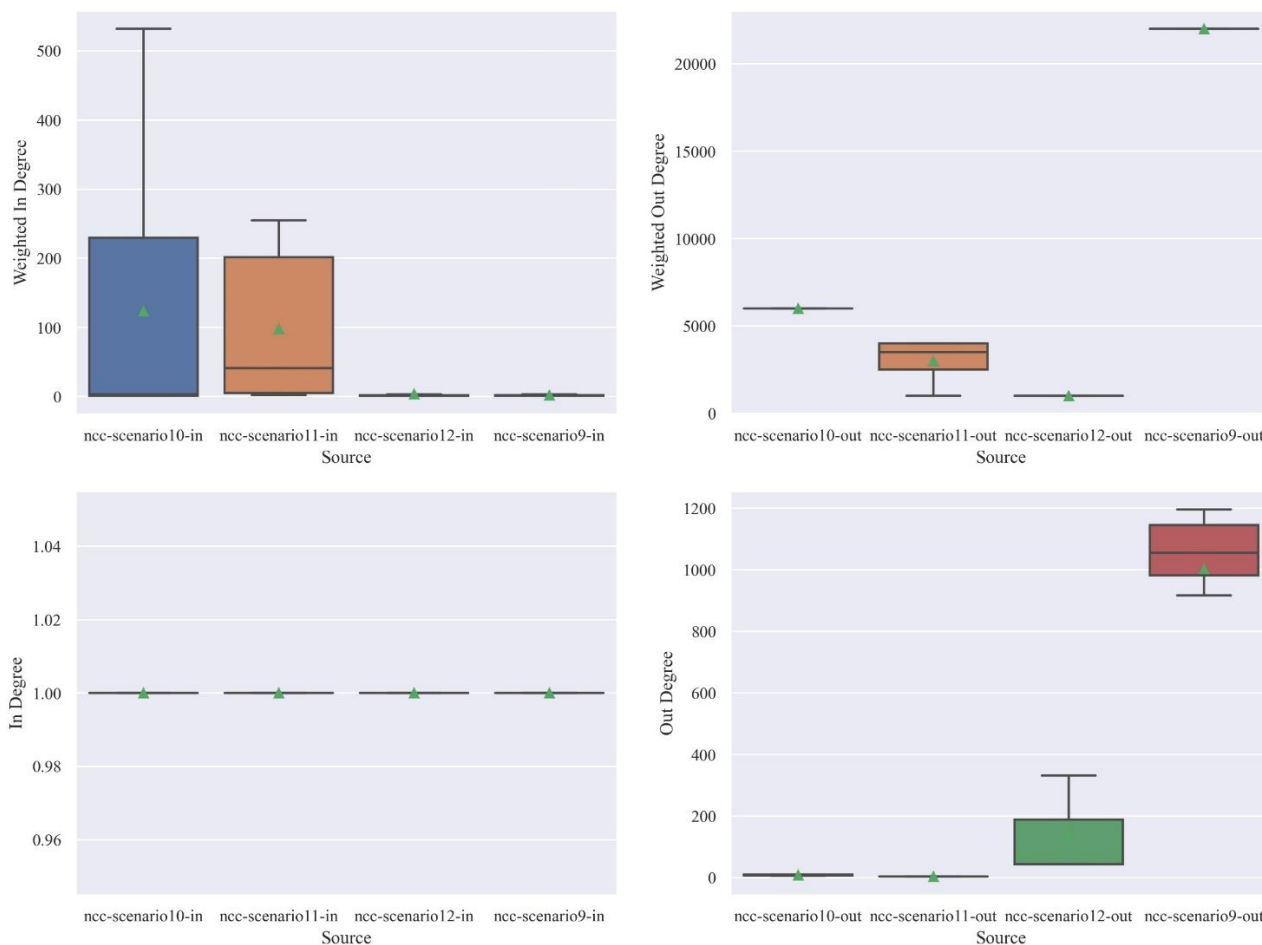 500
400
300
200
100
0
Weighted In Degree
ncc-scenario10-in ncc-scenario11-in ncc-scenario12-in ncc-scenario9-in
Source
20000
15000
10000
5000
0
Weighted Out Degree
ncc-scenario10-out ncc-scenario11-out ncc-scenario12-out ncc-scenario9-out
Source
1.04
1.02
1.00
0.98
0.96
In Degree
ncc-scenario10-in ncc-scenario11-in ncc-scenario12-in ncc-scenario9-in
Source
1200
1000
800
600
400
200
0
Out Degree
ncc-scenario10-out ncc-scenario11-out ncc-scenario12-out ncc-scenario9-out
Source